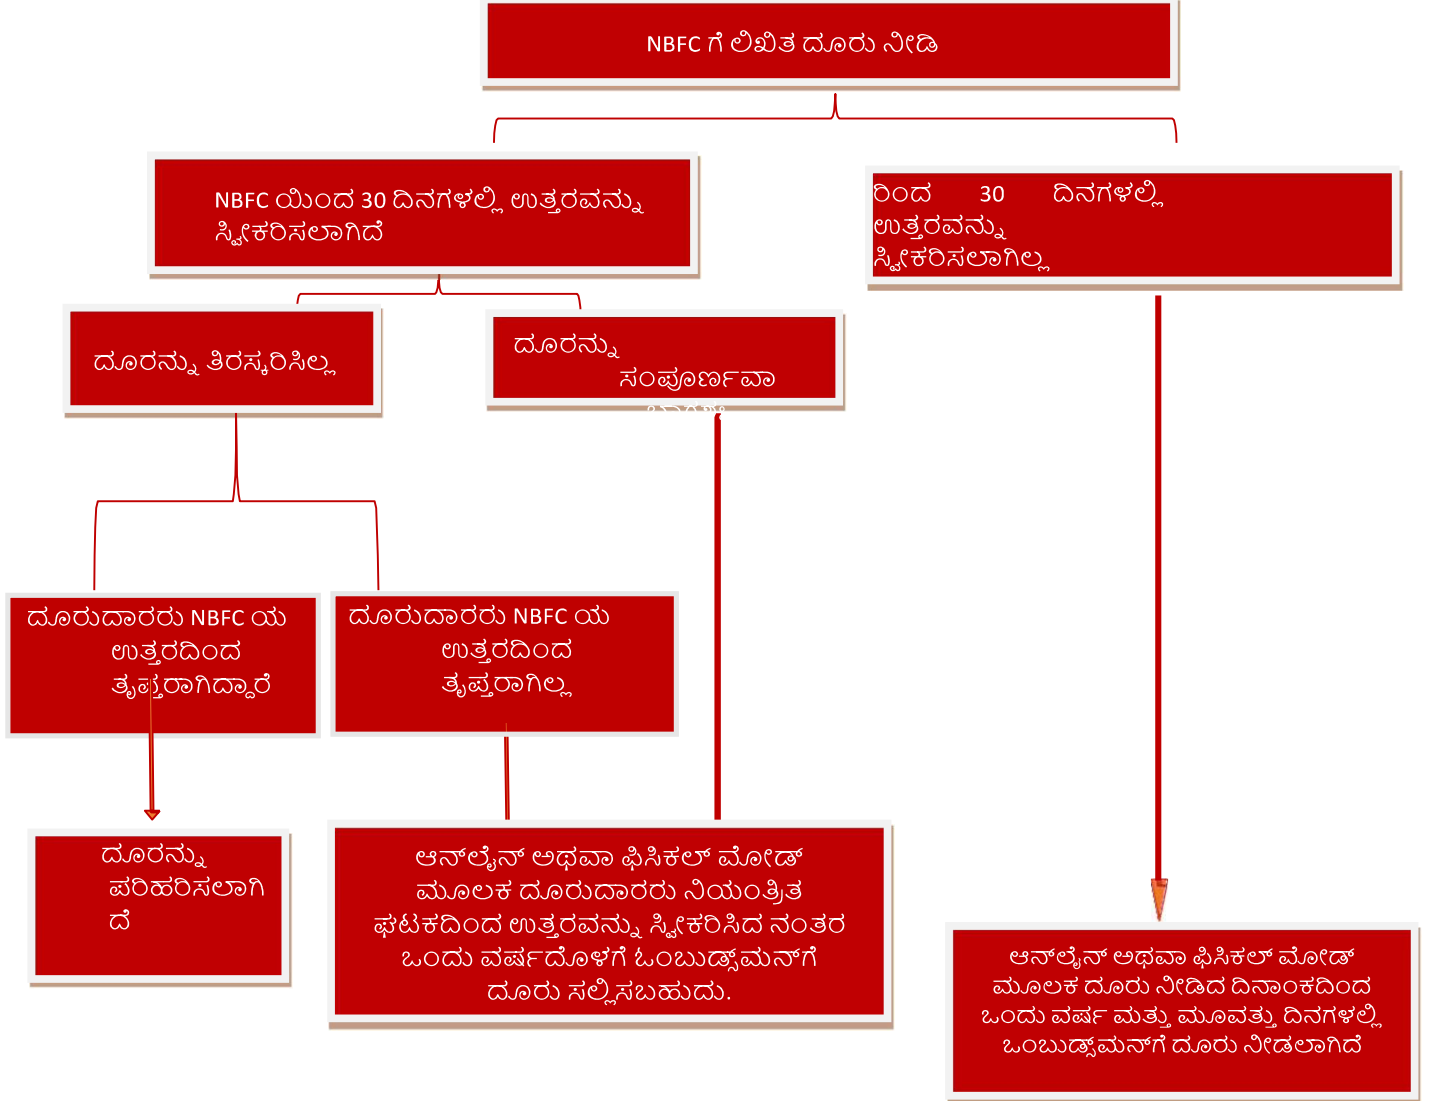 NBFC ಗೆ ಲಿಖಿತ ದೂರು ನೀಡಿ
NBFC ಯಿಂದ 30 ದಿನಗಳಲ್ಲಿ ಉತ್ತರವನ್ನು
ಸ್ವೀಕರಿಸಲಾಗಿದೆ
ರಿಂದ 30 ದಿನಗಳಲ್ಲಿ
ಉತ್ತರವನ್ನು
ಸ್ವೀಕರಿಸಲಾಗಿಲ್ಲ
ದೂರನ್ನು ತಿರಸ್ಕರಿಸಿಲ್ಲ
ದೂರನ್ನು
ಸಂಪೂರ್ಣವಾ
ದೂರುದಾರರು NBFC ಯ
ಉತ್ತರದಿಂದ
ತೃಪ್ತರಾಗಿದ್ದಾರೆ
ದೂರುದಾರರು NBFC ಯ
ಉತ್ತರದಿಂದ
ತೃಪ್ತರಾಗಿಲ್ಲ
ದೂರನ್ನು
ಪರಿಹರಿಸಲಾಗಿ
ದೆ
ಆನ್‌ಲೈನ್ ಅಥವಾ ಫಿಸಿಕಲ್ ಮೋಡ್
ಮೂಲಕ ದೂರುದಾರರು ನಿಯಂತ್ರಿತ
ಘಟಕದಿಂದ ಉತ್ತರವನ್ನು ಸ್ವೀಕರಿಸಿದ ನಂತರ
ಒಂದು ವರ್ಷದೊಳಗೆ ಓಂಬುಡ್ಸ್‌ಮನ್‌ಗೆ
ದೂರು ಸಲ್ಲಿಸಬಹುದು.
ಆನ್‌ಲೈನ್ ಅಥವಾ ಫಿಸಿಕಲ್ ಮೋಡ್
ಮೂಲಕ ದೂರು ನೀಡಿದ ದಿನಾಂಕದಿಂದ
ಒಂದು ವರ್ಷ ಮತ್ತು ಮೂವತ್ತು ದಿನಗಳಲ್ಲಿ
ಒಂಬುಡ್ಸ್‌ಮನ್‌ಗೆ ದೂರು ನೀಡಲಾಗಿದೆ